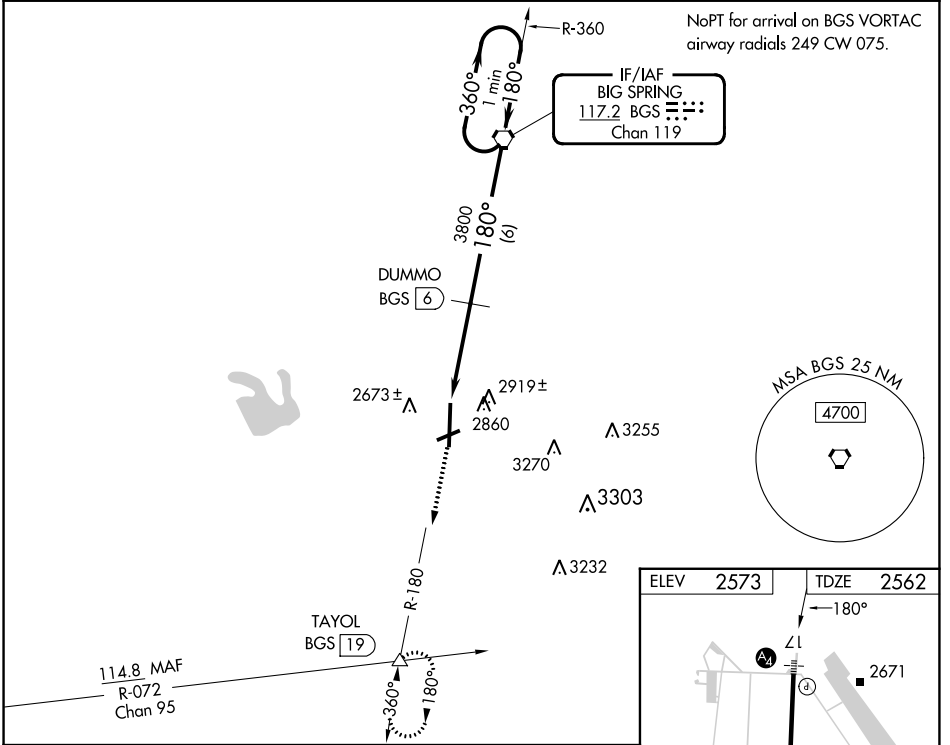 R-360
NoPT for arrival on BGS VORTAC
airway radials 249 CW 075.
360°
1 min
180°
IF/IAF
BIG SPRING
117.2 BGS
Chan 119
3800
180°
(6)
DUMMO
BGS 6
2673±
2919±
2860
3255
3270
3303
3232
MSA BGS 25 NM
4700
R-180
TAYOL
BGS 19
114.8 MAF
R-072
Chan 95
360°
180°
ELEV 2573
TDZE 2562
180°
17
A4
P
2671